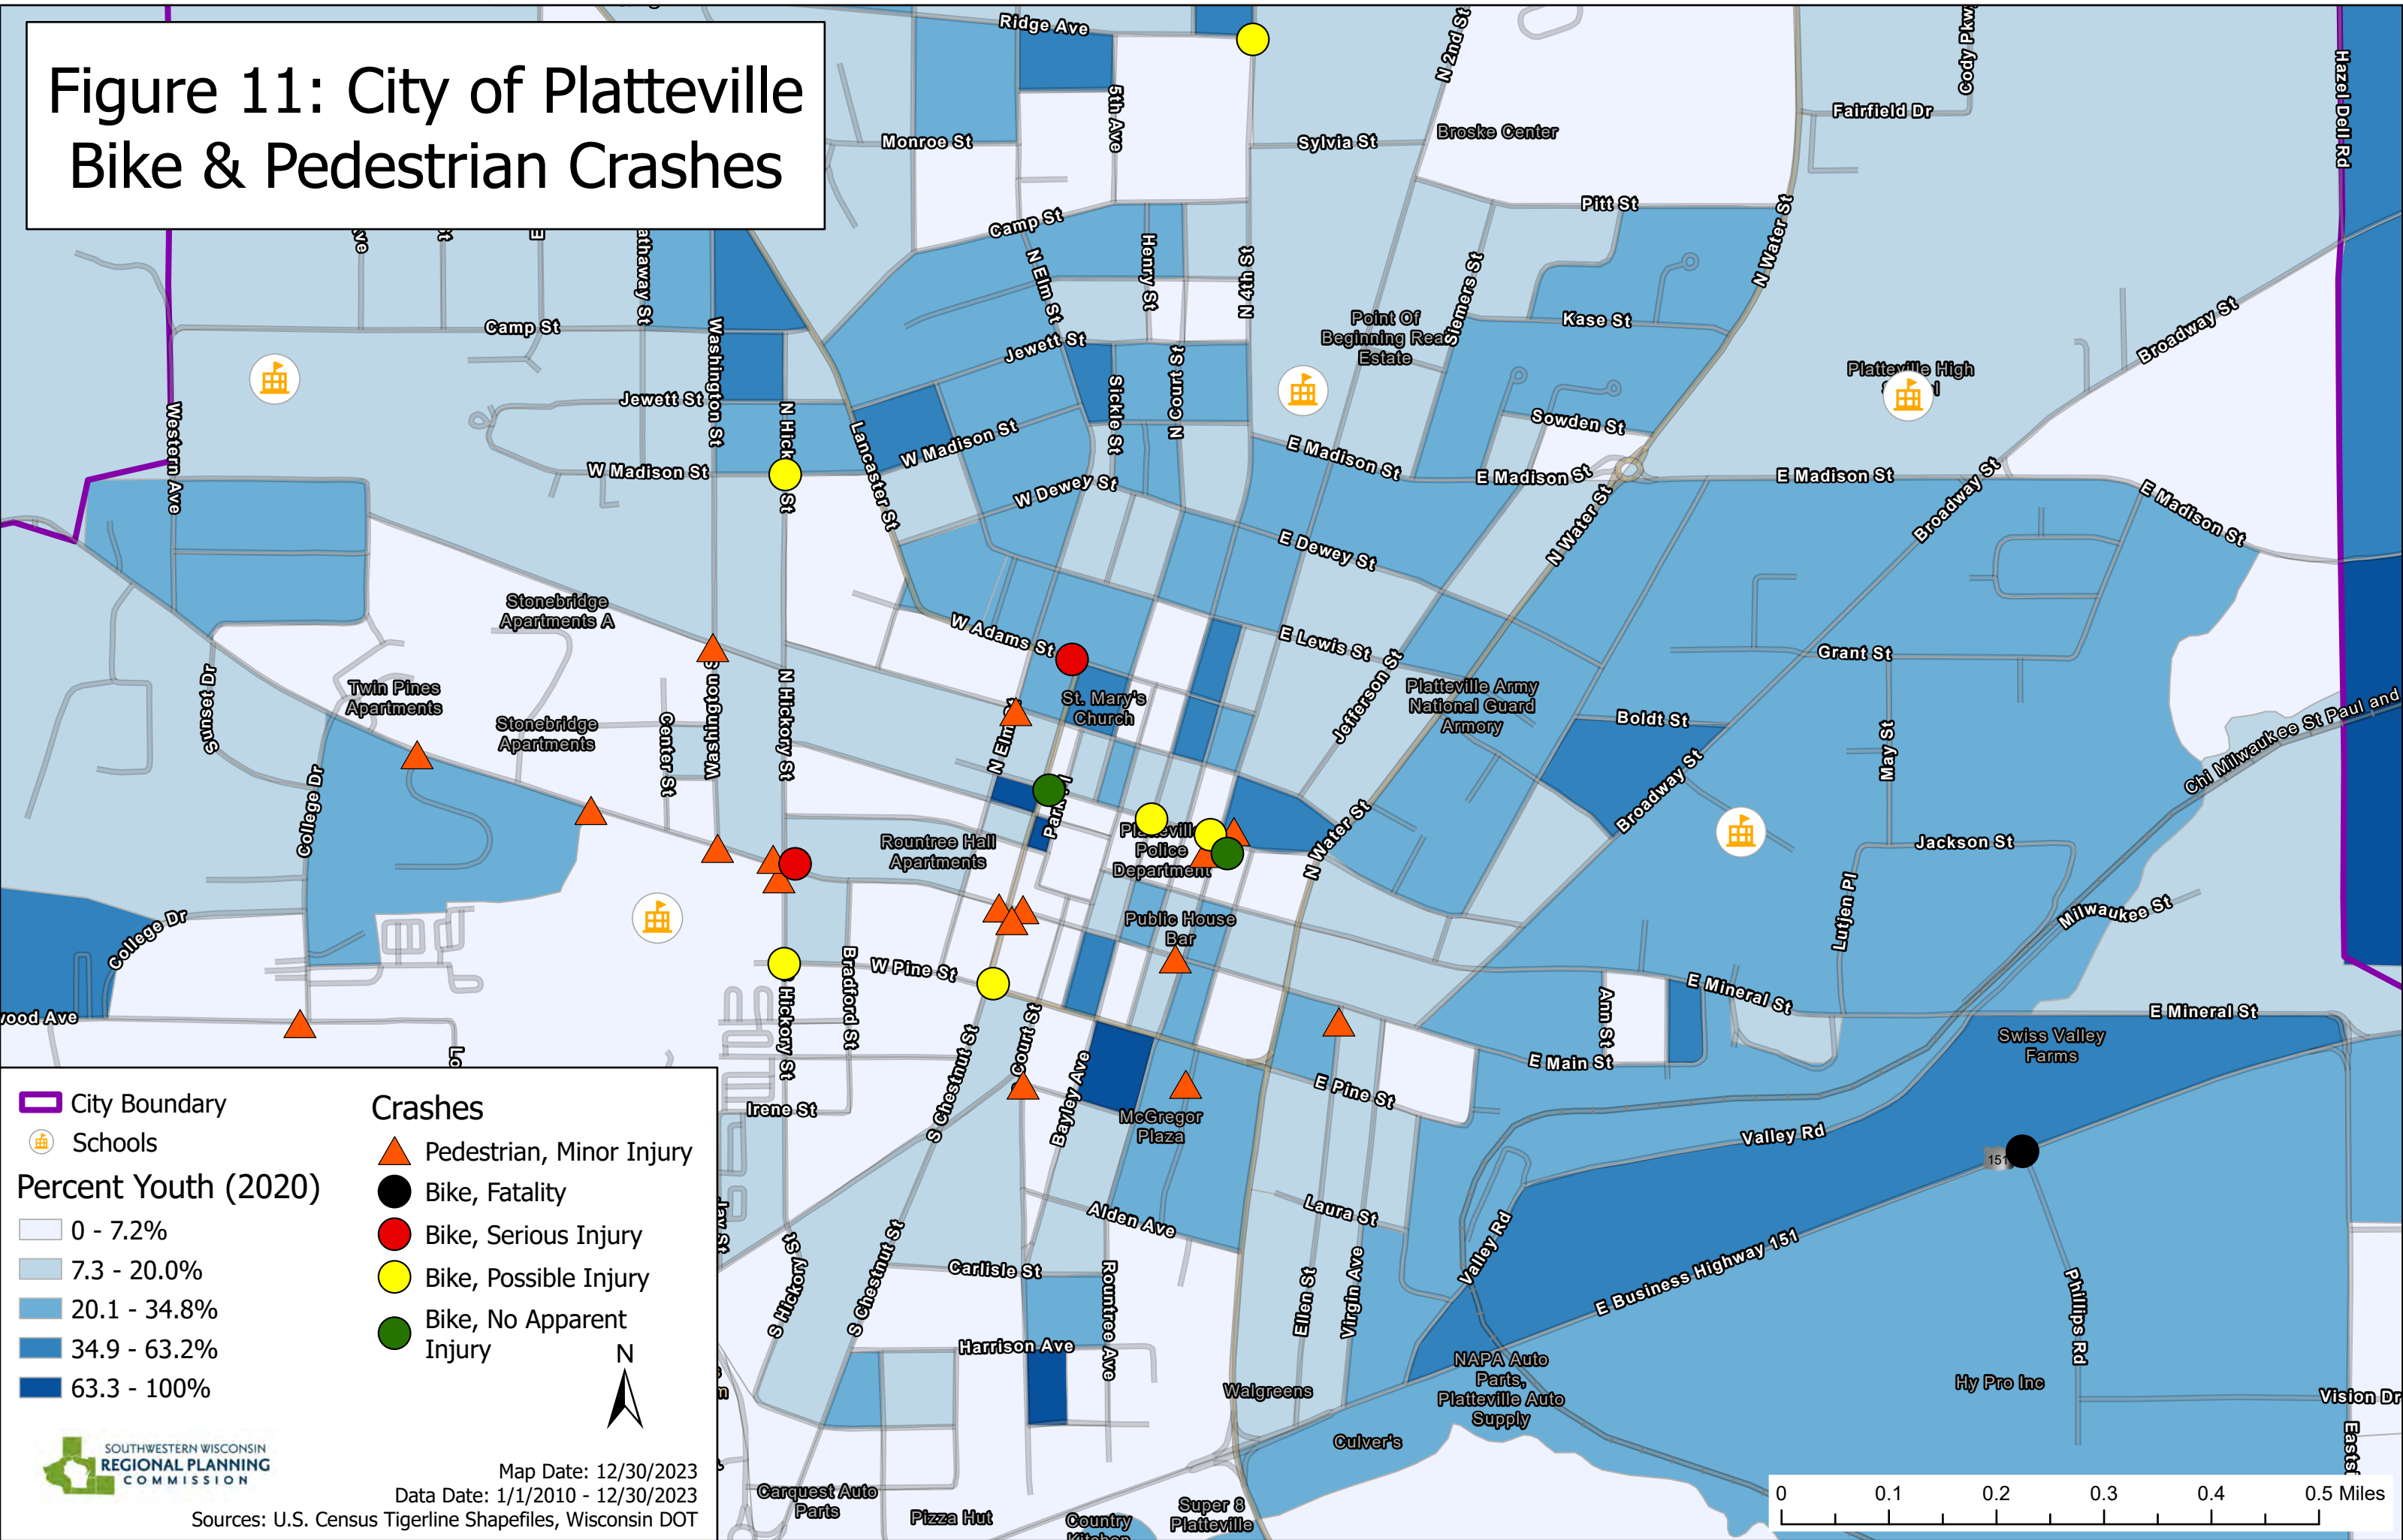 Figure 11: City of Platteville
Bike & Pedestrian Crashes
Ridge Ave
N 2nd St
Cody Pkwy
Hazel Dell Rd
Fairfield Dr
5th Ave
Monroe St
Sylvia St
Broske Center
Pitt St
Camp St
N Elm St
Henry St
N 4th St
Siemers St
N Water St
Camp St
Washington St
Kase St
Point Of
Beginning Real
Estate
Broadway St
Jewett St
Platteville High
Jewett St
N Hick
St
Lancaster St
W Madison St
Sickle St
N Court St
Sowden St
Western Ave
W Madison St
E Madison St
E Madison St
E Madison St
Broadway St
E Madison St
W Dewey St
E Dewey St
N Water St
Stonebridge
Apartments A
W Adams St
E Lewis St
Grant St
Jefferson St
Twin Pines
Apartments
Sunset Dr
Stonebridge
Apartments
Center St
Washington S
N Hickory St
St. Mary's
Church
Platteville Army
National Guard
Armory
Boldt St
May St
Chi Milwaukee St Paul and
N Elm St
College Dr
Broadway St
Rountree Hall
Apartments
Platteville
Police
Department
N Water St
Jackson St
Lutjen Pl
Milwaukee St
Public House
Bar
College Dr
Bradford St
W Pine St
Hickory St
Ann St
E Mineral St
E Mineral St
wood Ave
S Chestnut St
Court St
Bayley Ave
Swiss Valley
Farms
E Main St
E Pine St
Irene St
McGregor
Plaza
Valley Rd
151
Alden Ave
Laura St
Valley Rd
E Business Highway 151
Phillips Rd
S Hickory St
S Chestnut St
Carlisle St
Rountree Ave
Ellen St
Virgin Ave
Harrison Ave
NAPA Auto
Parts,
Platteville Auto
Supply
Walgreens
Hy Pro Inc
Vision Dr
Culver's
Eastsi
Carquest Auto
Parts
Pizza Hut
Country
Kitchen
Super 8
Platteville
City Boundary
Schools
Percent Youth (2020)
0 - 7.2%
7.3 - 20.0%
20.1 - 34.8%
34.9 - 63.2%
63.3 - 100%
Crashes
Pedestrian, Minor Injury
Bike, Fatality
Bike, Serious Injury
Bike, Possible Injury
Bike, No Apparent
Injury
N
SOUTHWESTERN WISCONSIN
REGIONAL PLANNING
COMMISSION
Map Date: 12/30/2023
Data Date: 1/1/2010 - 12/30/2023
Sources: U.S. Census Tigerline Shapefiles, Wisconsin DOT
0 0.1 0.2 0.3 0.4 0.5 Miles